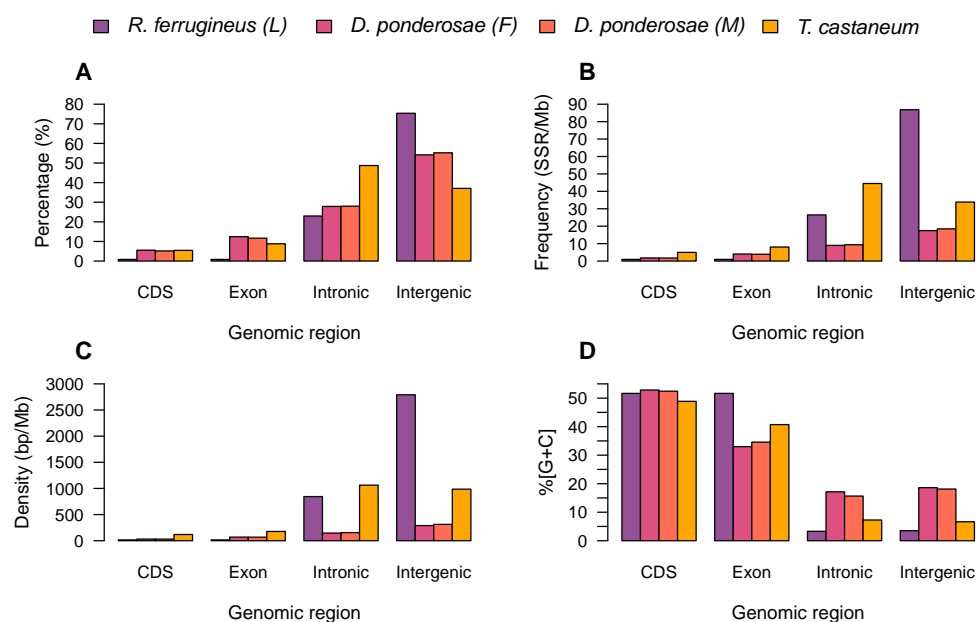 R. ferrugineus (L) D. ponderosae (F) D. ponderosae (M) T. castaneum
A
Percentage (%)
80
70
60
50
40
30
20
10
0
CDS Exon Intronic Intergenic
Genomic region
B
Frequency (SSR/Mb)
90
80
70
60
50
40
30
20
10
0
CDS Exon Intronic Intergenic
Genomic region
C
Density (bp/Mb)
3000
2500
2000
1500
1000
500
0
CDS Exon Intronic Intergenic
Genomic region
D
%[G+C]
50
40
30
20
10
0
CDS Exon Intronic Intergenic
Genomic region